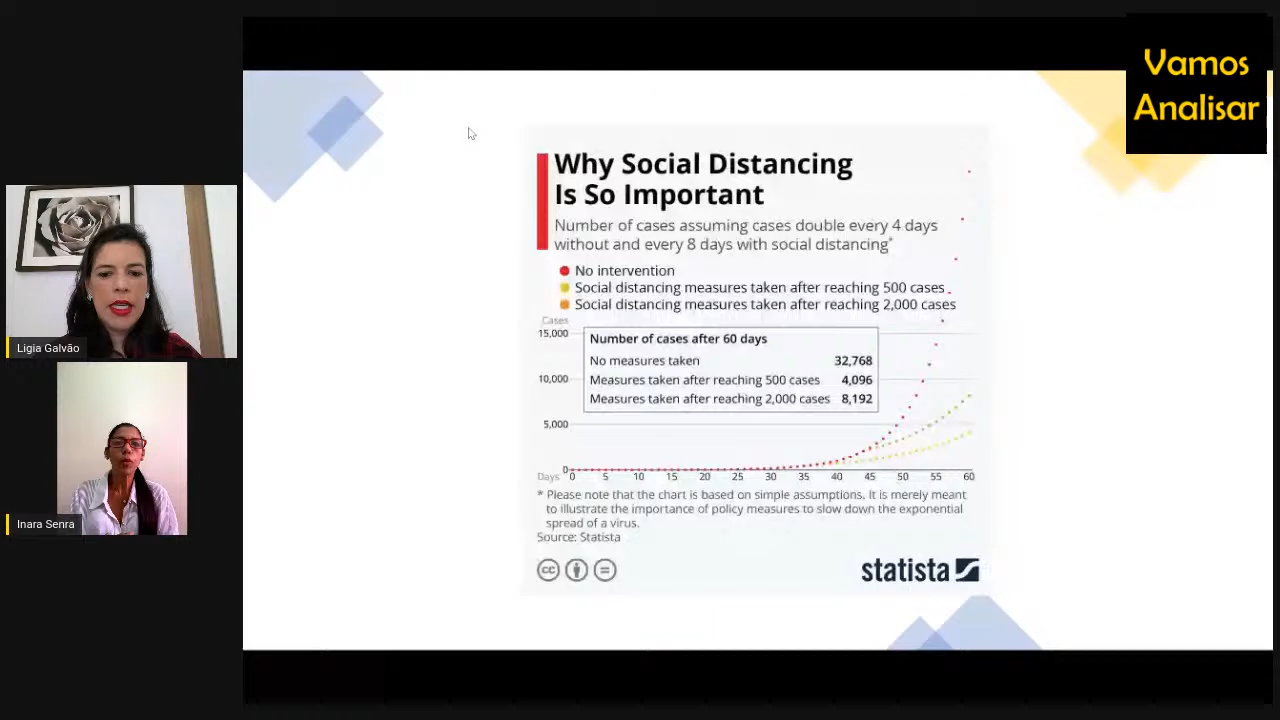 Vamos
Analisar
Why Social Distancing
Is So Important
Number of cases assuming cases double every 4 days
without and every 8 days with social distancing*
No intervention
Social distancing measures taken after reaching 500 cases
Social distancing measures taken after reaching 2,000 cases
Cases
15,000
10,000
5,000
0
Number of cases after 60 days
No measures taken 32,768
Measures taken after reaching 500 cases 4,096
Measures taken after reaching 2,000 cases 8,192
Days 0 5 10 15 20 25 30 35 40 45 50 55 60
* Please note that the chart is based on simple assumptions. It is merely meant
to illustrate the importance of policy measures to slow down the exponential
spread of a virus.
Source: Statista
cc
statista
Ligia Galvão
Inara Senra